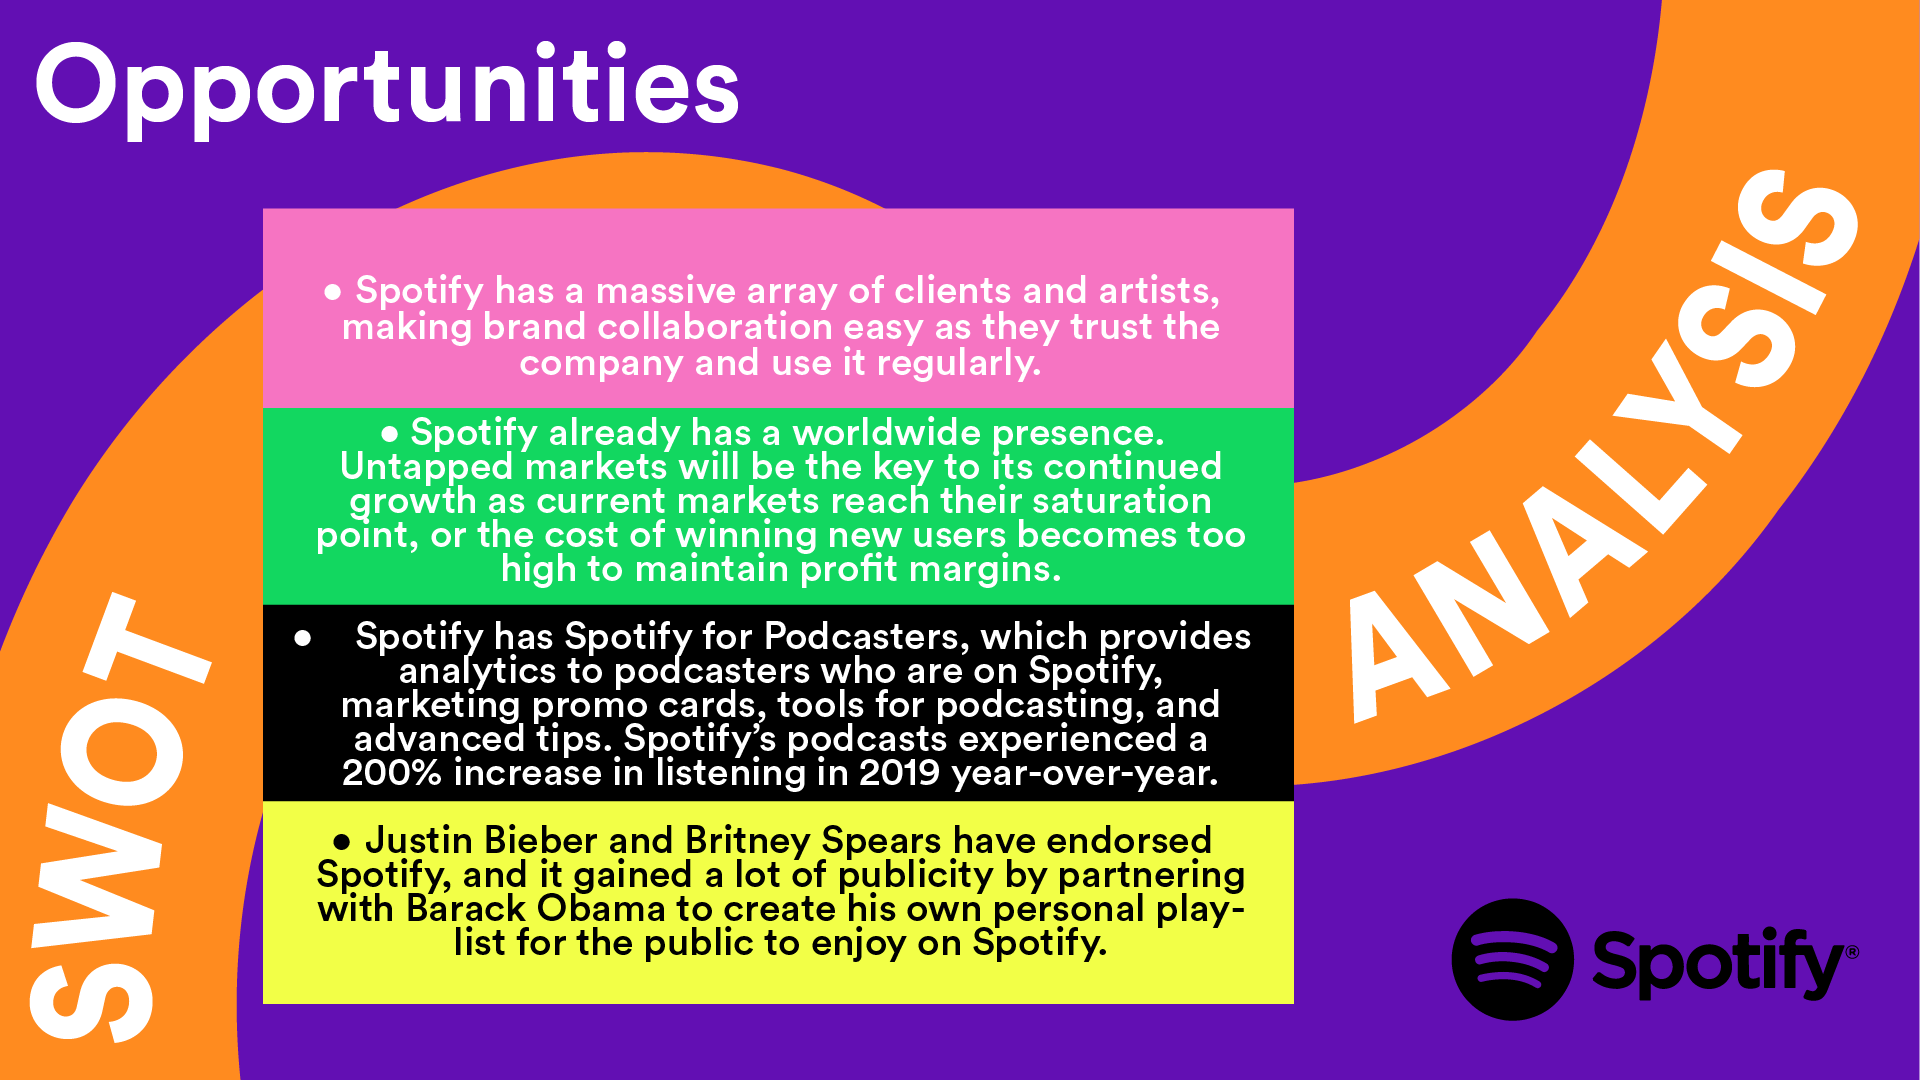 Opportunities
• Spotify has a massive array of clients and artists,
making brand collaboration easy as they trust the
company and use it regularly.
• Spotify already has a worldwide presence.
Untapped markets will be the key to its continued
growth as current markets reach their saturation
point, or the cost of winning new users becomes too
high to maintain profit margins.
• Spotify has Spotify for Podcasters, which provides
analytics to podcasters who are on Spotify,
marketing promo cards, tools for podcasting, and
advanced tips. Spotify’s podcasts experienced a
200% increase in listening in 2019 year-over-year.
• Justin Bieber and Britney Spears have endorsed
Spotify, and it gained a lot of publicity by partnering
with Barack Obama to create his own personal play-
list for the public to enjoy on Spotify.
SWOT
ANALYSIS
Spotify®